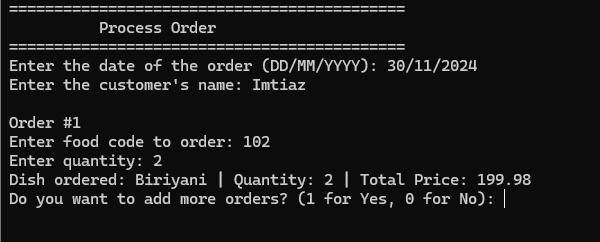 ============================================
Process Order
============================================
Enter the date of the order (DD/MM/YYYY): 30/11/2024
Enter the customer's name: Imtiaz
Order #1
Enter food code to order: 102
Enter quantity: 2
Dish ordered: Biriyani | Quantity: 2 | Total Price: 199.98
Do you want to add more orders? (1 for Yes, 0 for No):